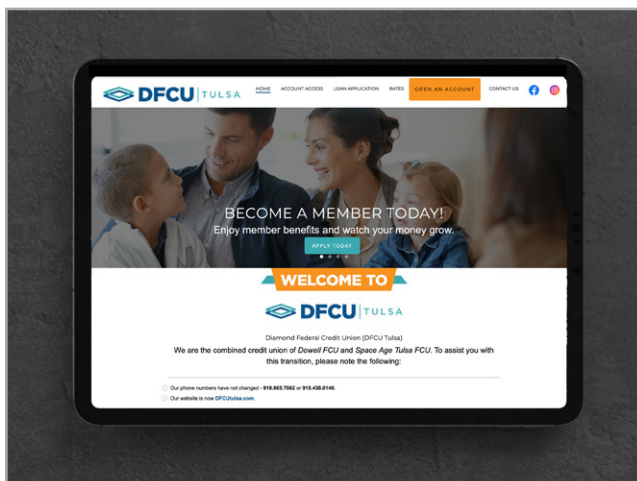 DFCU TULSA
HOME ACCOUNT ACCESS LOAN APPLICATION RATES OPEN AN ACCOUNT CONTACT US
BECOME A MEMBER TODAY!
Enjoy member benefits and watch your money grow.
APPLY TODAY
WELCOME TO
DFCU TULSA
Diamond Federal Credit Union (DFCU Tulsa)
We are the combined credit union of Dowell FCU and Space Age Tulsa FCU. To assist you with
this transition, please note the following:
Our phone numbers have not changed - 918.665.7662 or 918.438.0140.
Our website is now DFCUtulsa.com.